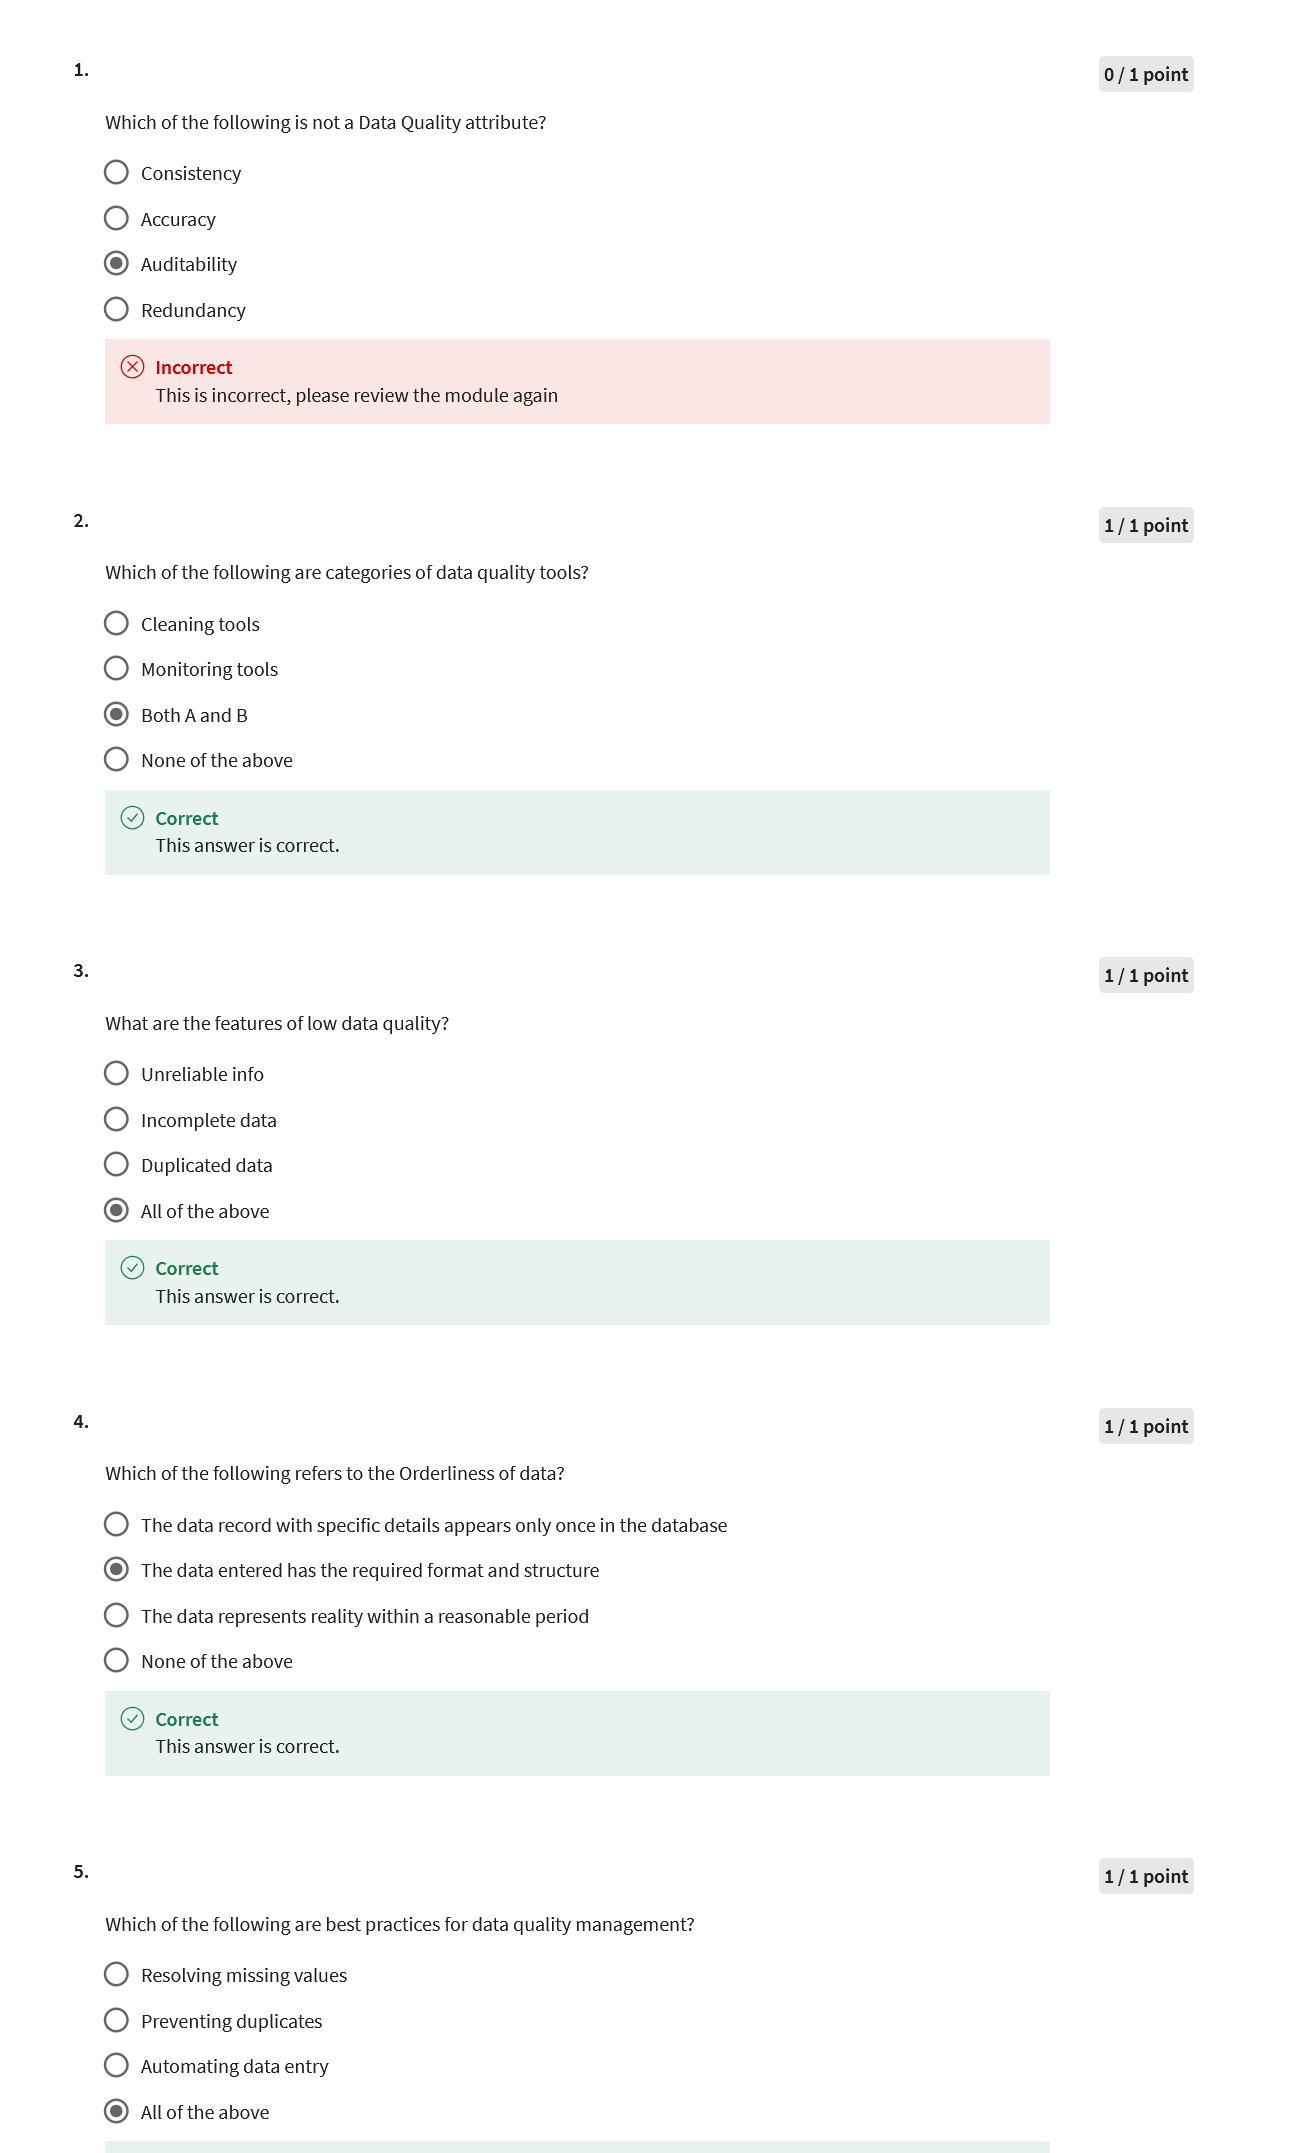 1.
0 / 1 point
Which of the following is not a Data Quality attribute?
Consistency
Accuracy
Auditability
Redundancy
Incorrect
This is incorrect, please review the module again
2.
1 / 1 point
Which of the following are categories of data quality tools?
Cleaning tools
Monitoring tools
Both A and B
None of the above
Correct
This answer is correct.
3.
1 / 1 point
What are the features of low data quality?
Unreliable info
Incomplete data
Duplicated data
All of the above
Correct
This answer is correct.
4.
1 / 1 point
Which of the following refers to the Orderliness of data?
The data record with specific details appears only once in the database
The data entered has the required format and structure
The data represents reality within a reasonable period
None of the above
Correct
This answer is correct.
5.
1 / 1 point
Which of the following are best practices for data quality management?
Resolving missing values
Preventing duplicates
Automating data entry
All of the above